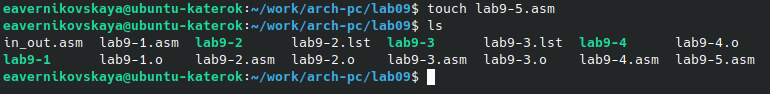 eavernikovskaya@ubuntu-katerok:~/work/arch-pc/lab09$ touch lab9-5.asm
eavernikovskaya@ubuntu-katerok:~/work/arch-pc/lab09$ ls
in_out.asm  lab9-1.asm  lab9-2      lab9-2.lst  lab9-3      lab9-3.lst  lab9-4      lab9-4.o
lab9-1      lab9-1.o    lab9-2.asm  lab9-2.o    lab9-3.asm  lab9-3.o    lab9-4.asm  lab9-5.asm
eavernikovskaya@ubuntu-katerok:~/work/arch-pc/lab09$